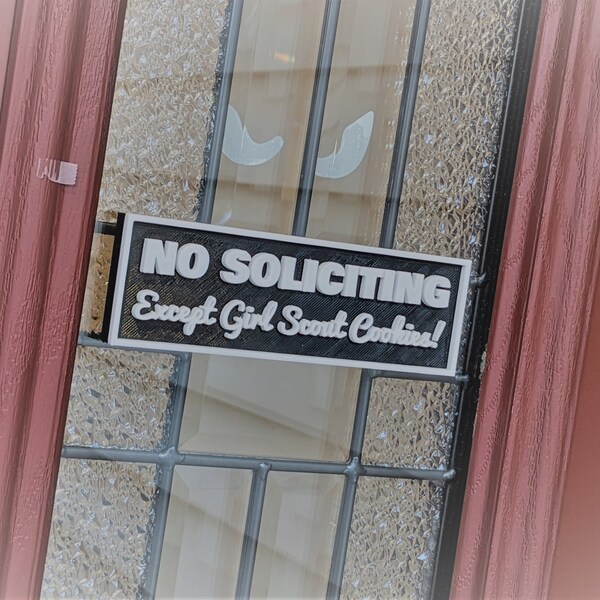 NO SOLICITING
Except Girl Scout Cookies!